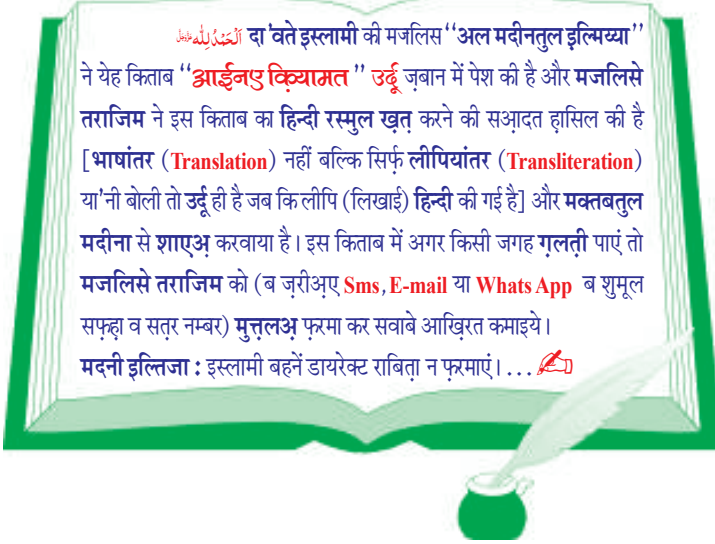 اَلْحَمْدُ لِلّٰه عَزَّوَجَلَّ दा'वते इस्लामी की मजलिस ‘‘अल मदीनतुल इल्मिय्या’’
ने येह किताब ‘‘आईनए क़ियामत’’ उर्दू ज़बान में पेश की है और मजलिसे
तराजिम ने इस किताब का हिन्दी रस्मुल ख़त़ करने की सआ़दत ह़ासिल की है
[भाषांतर (Translation) नहीं बल्कि सिर्फ़ लीपियांतर (Transliteration)
या'नी बोली तो उर्दू ही है जब कि लीपि (लिखाई) हिन्दी की गई है] और मक्तबतुल
मदीना से शाएअ़ करवाया है। इस किताब में अगर किसी जगह ग़लत़ी पाएं तो
मजलिसे तराजिम को (ब ज़रीअ़ए Sms, E-mail या Whats App ब शुमूल
सफ़ह़ा व सत़र नम्बर) मुत्त़लअ़ फ़रमा कर सवाबे आख़िरत कमाइये।
मदनी इल्तिजा : इस्लामी बहनें डायरेक्ट राबित़ा न फ़रमाएं। . . .